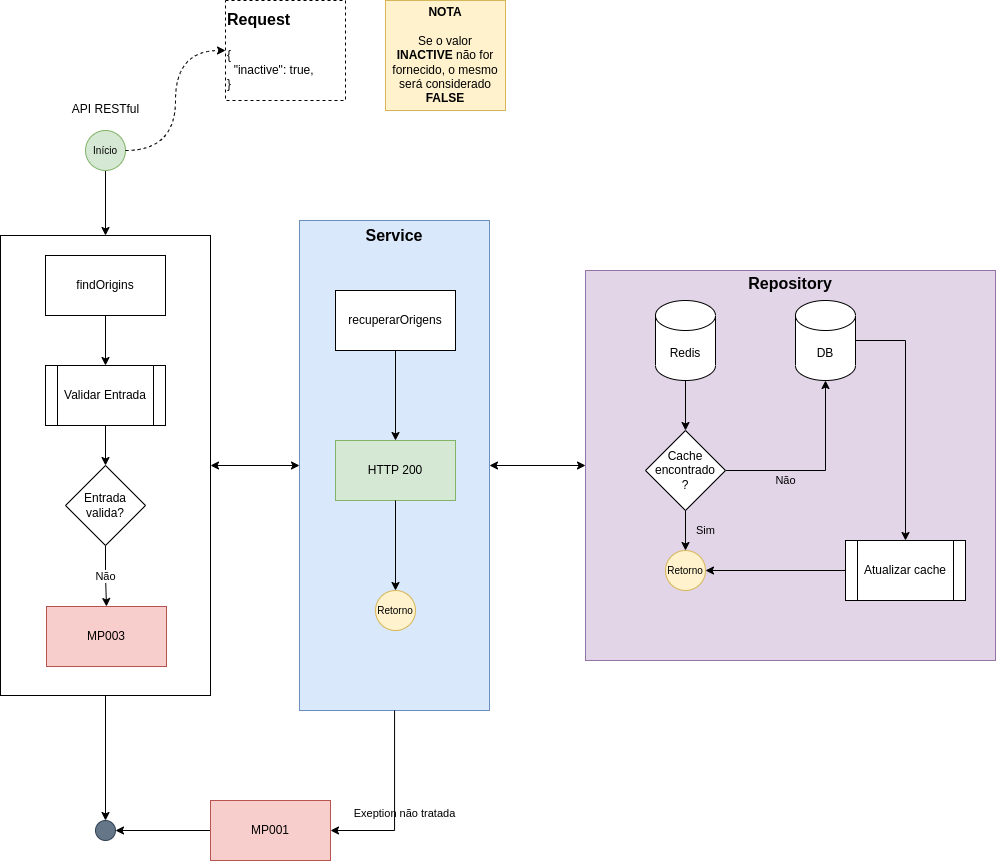 Request
{
"inactive": true,
}
NOTA
Se o valor
INACTIVE não for
fornecido, o mesmo
será considerado
FALSE
API RESTful
Início
findOrigins
Validar Entrada
Entrada
valida?
Não
MP003
Service
recuperarOrigens
HTTP 200
Retorno
Repository
Redis
DB
Cache
encontrado
?
Não
Sim
Retorno
Atualizar cache
Exeption não tratada
MP001